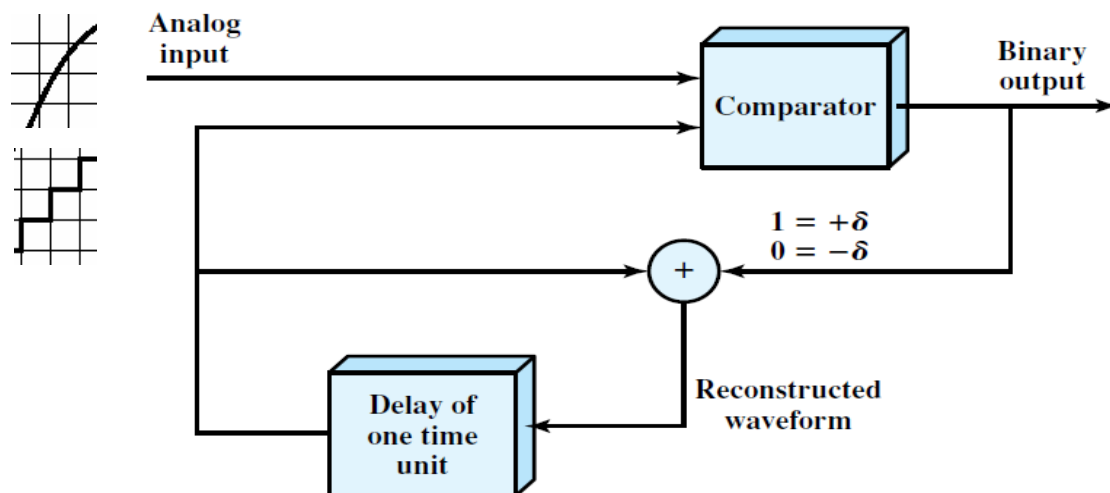 Analog
input
Binary
output
Comparator
1 = +δ
0 = −δ
+
Reconstructed
waveform
Delay of
one time
unit